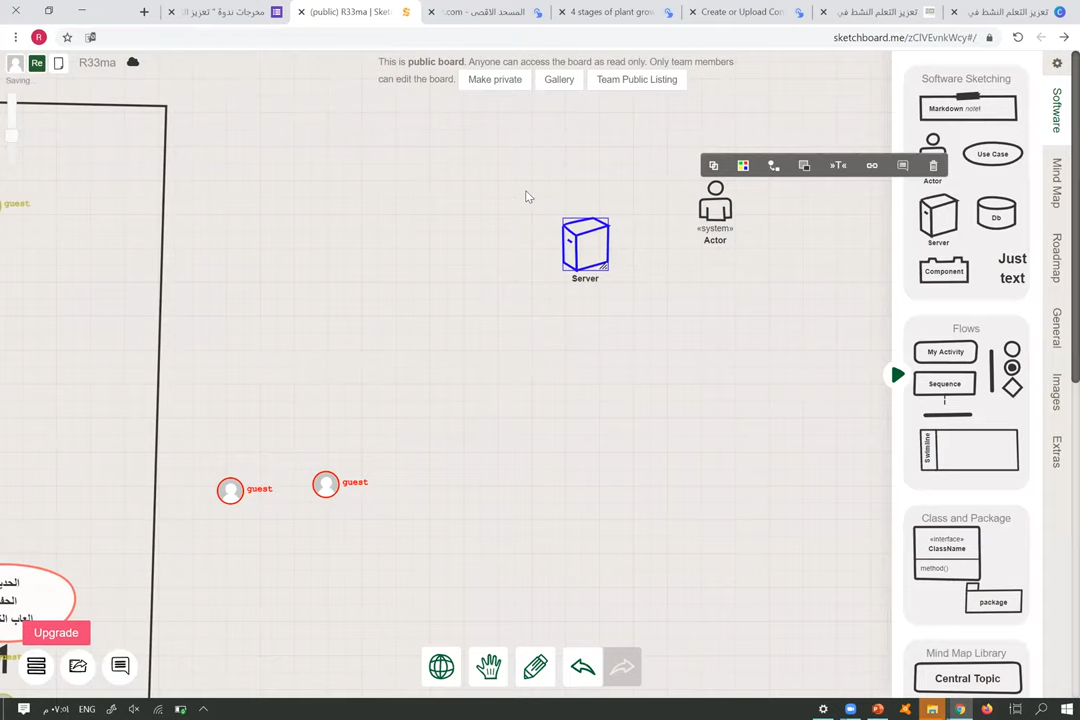 محرجات ندوة " تعزيز الت
(public) R33ma | Sket
المسجد الاقصى - com.
4 stages of plant grow
Create or Upload Con
تعزيز التعلم النشط في
تعزيز التعلم النشط في
R
sketchboard.me/zClVEvnkWcy#/
Re
R33ma
Saving...
This is public board. Anyone can access the board as read only. Only team members
can edit the board.
Make private
Gallery
Team Public Listing
Software Sketching
Markdown note!
Actor
Use Case
Server
Db
Component
Just
text
Software
Mind Map
Roadmap
General
Images
Extras
guest
»T«
«system»
Actor
Server
Flows
My Activity
Sequence
Swimline
guest
guest
Class and Package
«interface»
ClassName
method()
package
Mind Map Library
Central Topic
Upgrade
ENG
م ٠٧:٥١